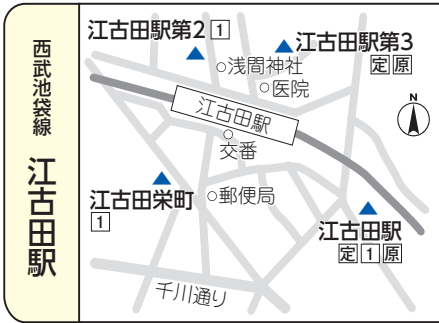 西武池袋線
江古田駅
江古田駅第2 1
江古田駅第3
定 原
浅間神社
医院
N
江古田駅
交番
江古田栄町
1
郵便局
江古田駅
定 1 原
千川通り